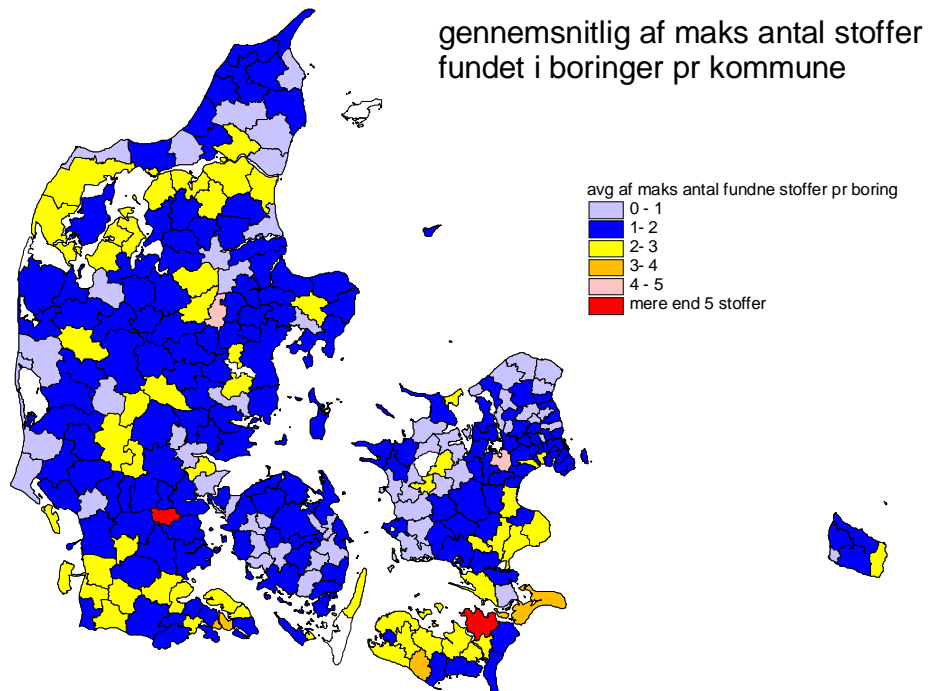 gennemsnitlig af maks antal stoffer
fundet i boringer pr kommune
avg af maks antal fundne stoffer pr boring
0 - 1
1- 2
2- 3
3- 4
4 - 5
mere end 5 stoffer